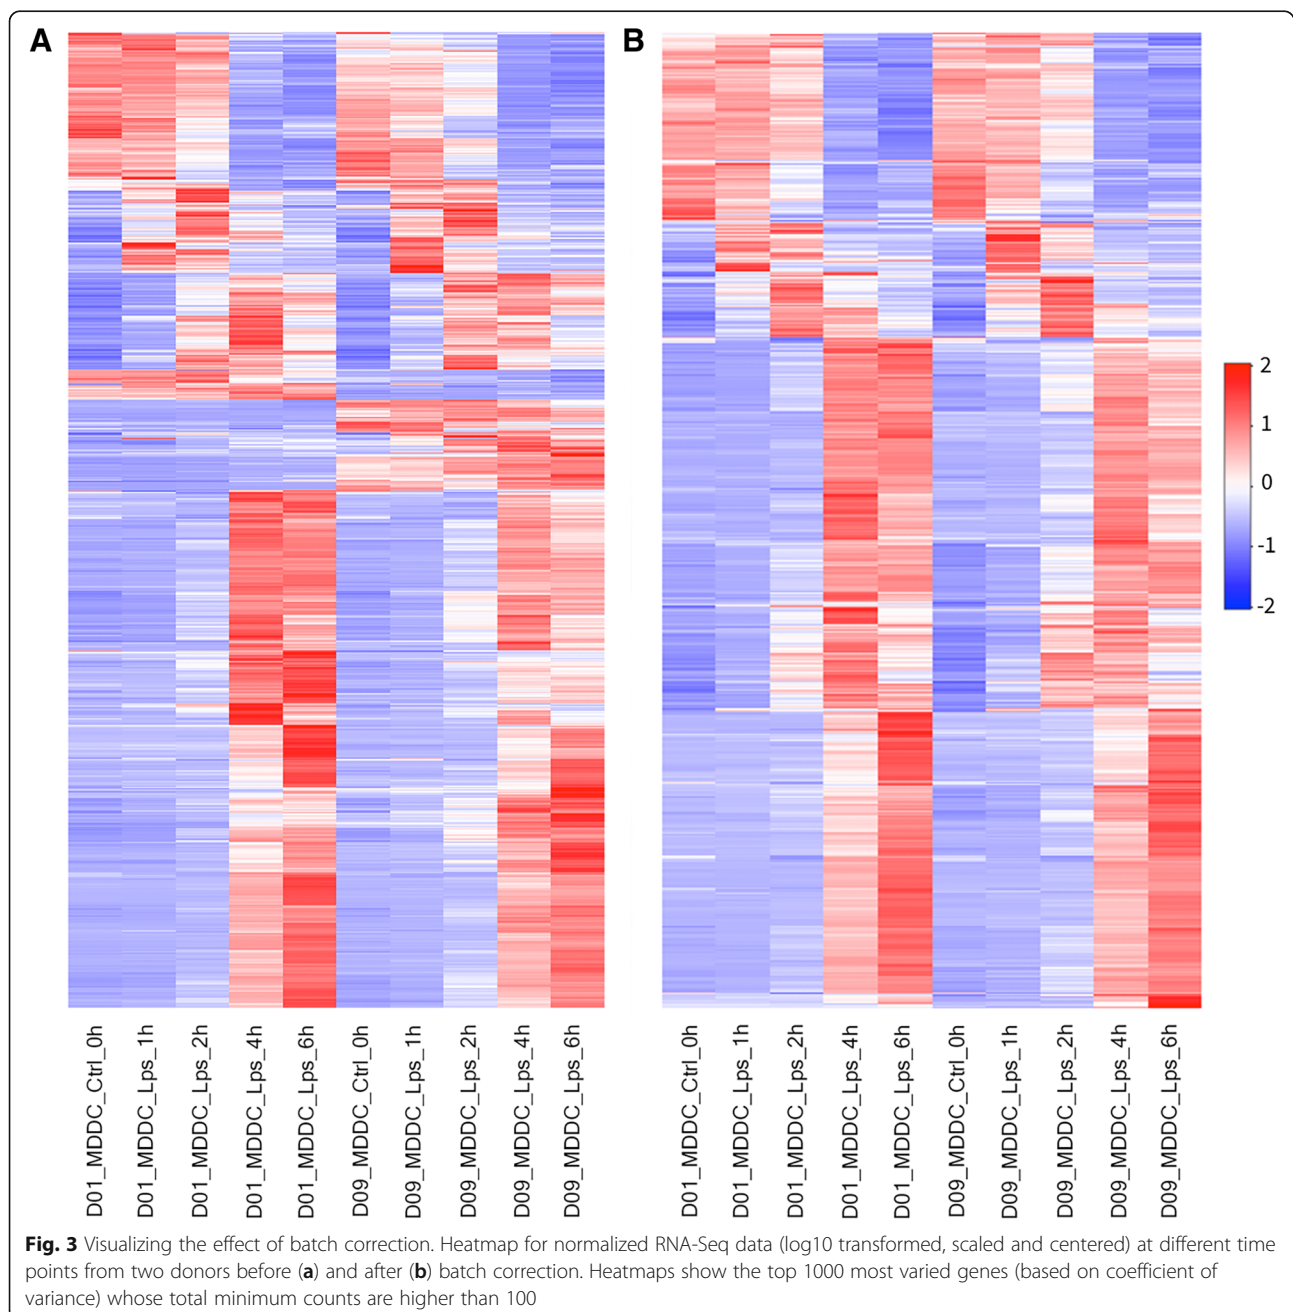 A
B
2
1
0
-1
-2
D01_MDDC_Ctrl_0h
D01_MDDC_Lps_1h
D01_MDDC_Lps_2h
D01_MDDC_Lps_4h
D01_MDDC_Lps_6h
D09_MDDC_Ctrl_0h
D09_MDDC_Lps_1h
D09_MDDC_Lps_2h
D09_MDDC_Lps_4h
D09_MDDC_Lps_6h
D01_MDDC_Ctrl_0h
D01_MDDC_Lps_1h
D01_MDDC_Lps_2h
D01_MDDC_Lps_4h
D01_MDDC_Lps_6h
D09_MDDC_Ctrl_0h
D09_MDDC_Lps_1h
D09_MDDC_Lps_2h
D09_MDDC_Lps_4h
D09_MDDC_Lps_6h
Fig. 3 Visualizing the effect of batch correction. Heatmap for normalized RNA-Seq data (log10 transformed, scaled and centered) at different time
points from two donors before (a) and after (b) batch correction. Heatmaps show the top 1000 most varied genes (based on coefficient of
variance) whose total minimum counts are higher than 100